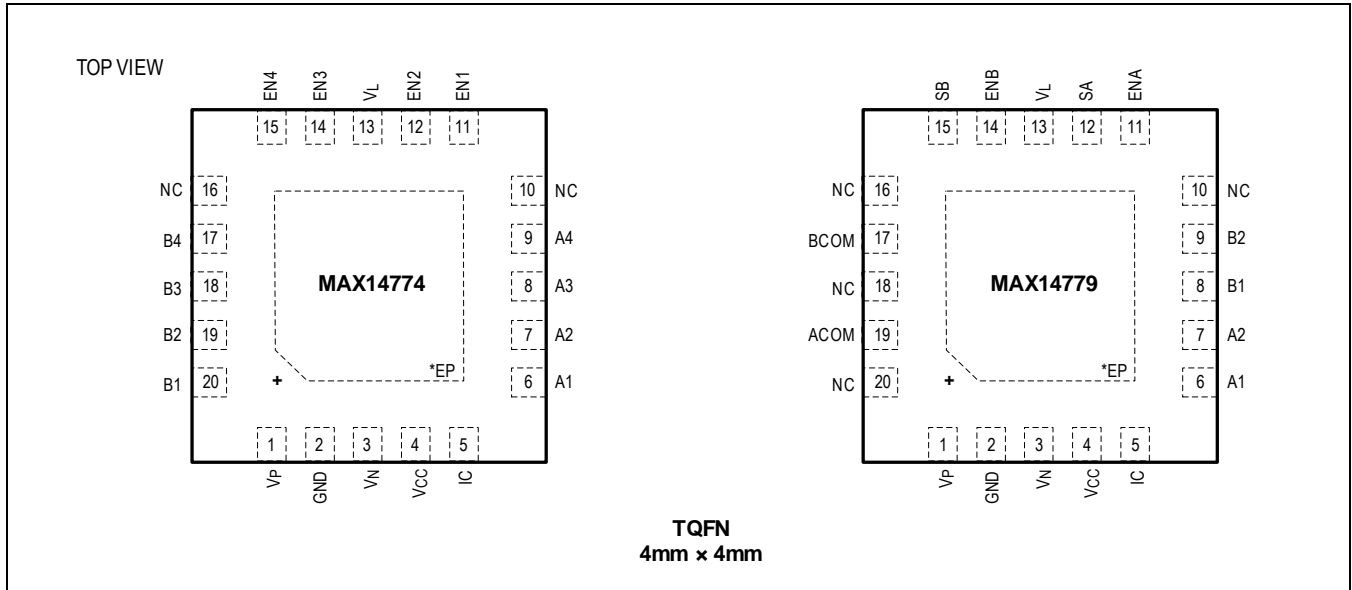 TOP VIEW
EN4 EN3 VL EN2 EN1
15 14 13 12 11
NC 16 10 NC
B4 17 9 A4
B3 18 MAX14774 8 A3
B2 19 7 A2
*EP
B1 20 + 6 A1
1 2 3 4 5
VP GND VN VCC IC
SB ENB VL SA ENA
15 14 13 12 11
NC 16 10 NC
BCOM 17 9 B2
NC 18 MAX14779 8 B1
ACOM 19 7 A2
*EP
NC 20 + 6 A1
1 2 3 4 5
VP GND VN VCC IC
TQFN
4mm × 4mm